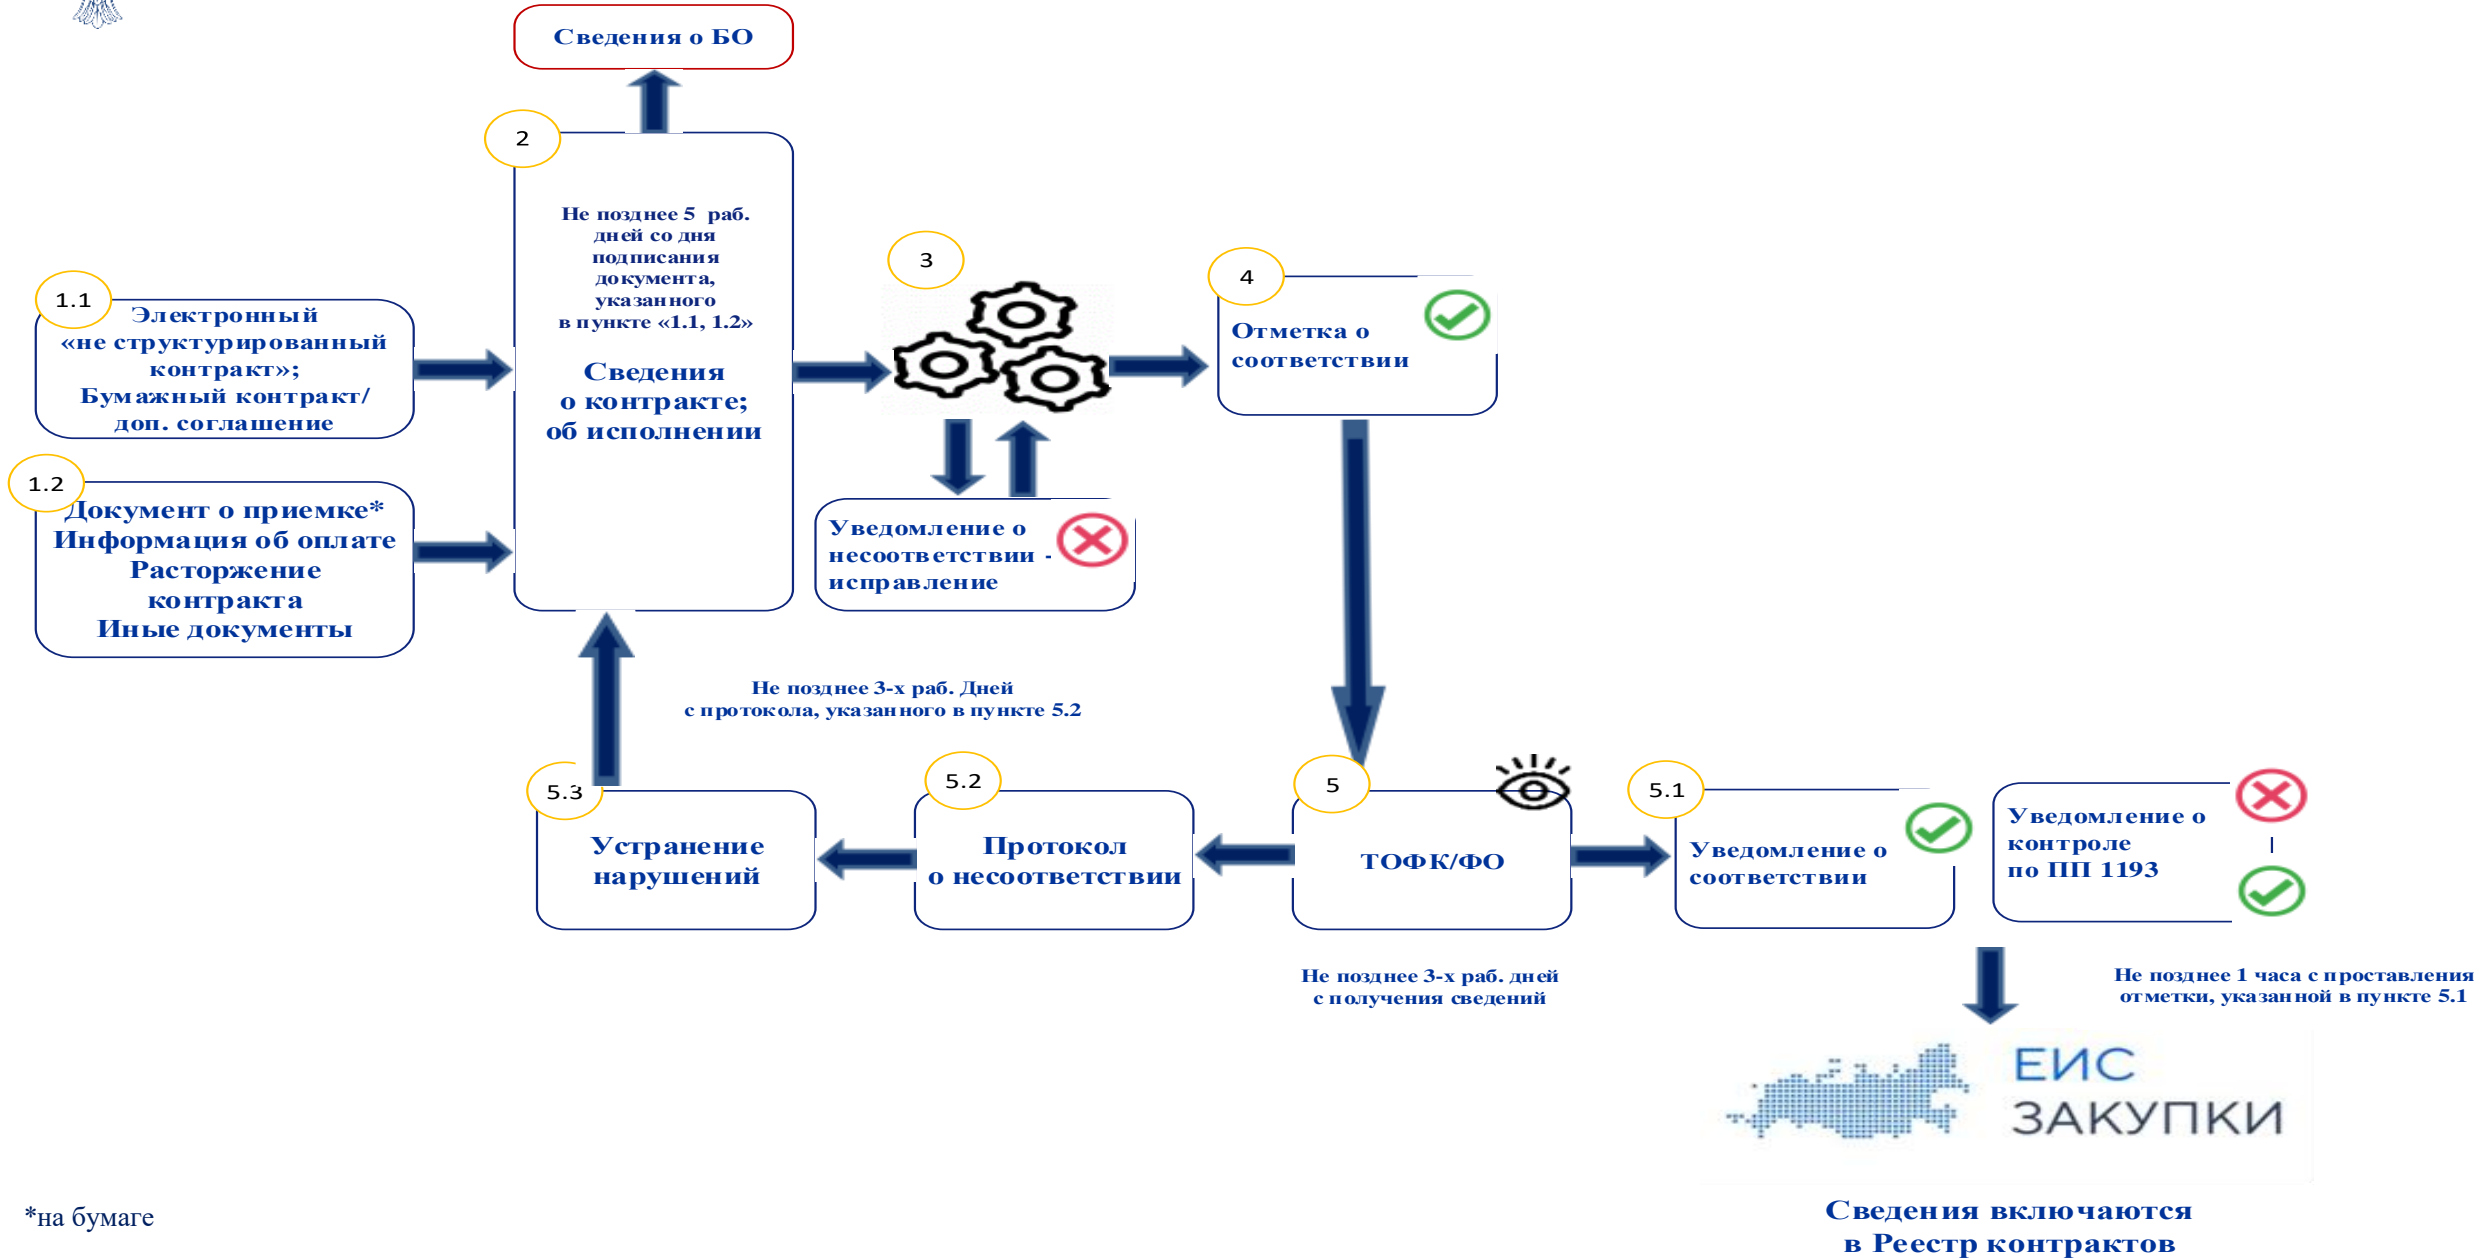 Сведения о БО
2
Не позднее 5 раб.
дней со дня
подписания
документа,
указанного
в пункте «1.1, 1.2»
Сведения
о контракте;
об исполнении
1.1
Электронный
«не структурированный
контракт»;
Бумажный контракт/
доп. соглашение
1.2
Документ о приемке*
Информация об оплате
Расторжение
контракта
Иные документы
3
Уведомление о
несоответствии -
исправление
4
Отметка о
соответствии
Не позднее 3-х раб. Дней
с протокола, указанного в пункте 5.2
5.3
Устранение
нарушений
5.2
Протокол
о несоответствии
5
ТОФК/ФО
Не позднее 3-х раб. дней
с получения сведений
5.1
Уведомление о
соответствии
Уведомление о
контроле
по ПП 1193
Не позднее 1 часа с проставления
отметки, указанной в пункте 5.1
ЕИС
ЗАКУПКИ
Сведения включаются
в Реестр контрактов
*на бумаге